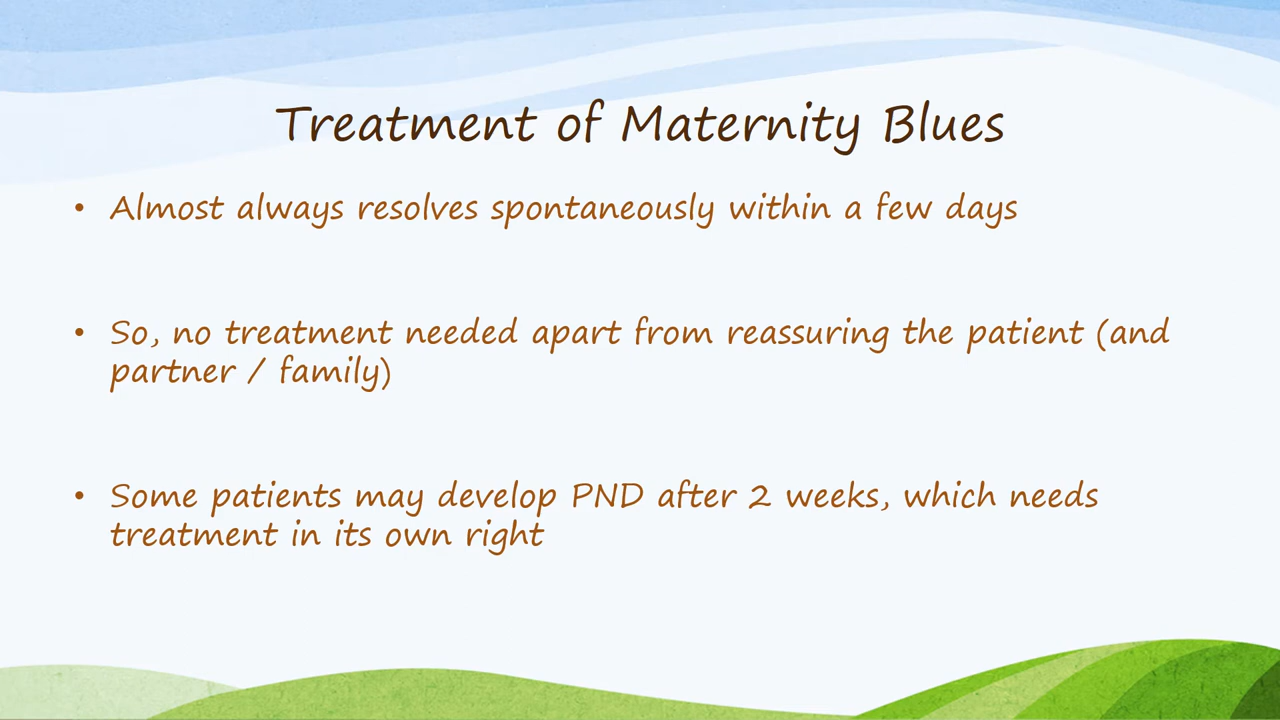 Treatment of Maternity Blues
• Almost always resolves spontaneously within a few days
• So, no treatment needed apart from reassuring the patient (and
partner / family)
• Some patients may develop PND after 2 weeks, which needs
treatment in its own right